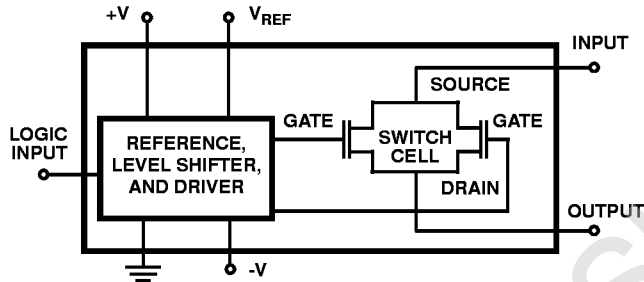 +V
VREF
INPUT
SOURCE
LOGIC
INPUT
GATE
GATE
REFERENCE,
LEVEL SHIFTER,
AND DRIVER
SWITCH
CELL
DRAIN
OUTPUT
-V